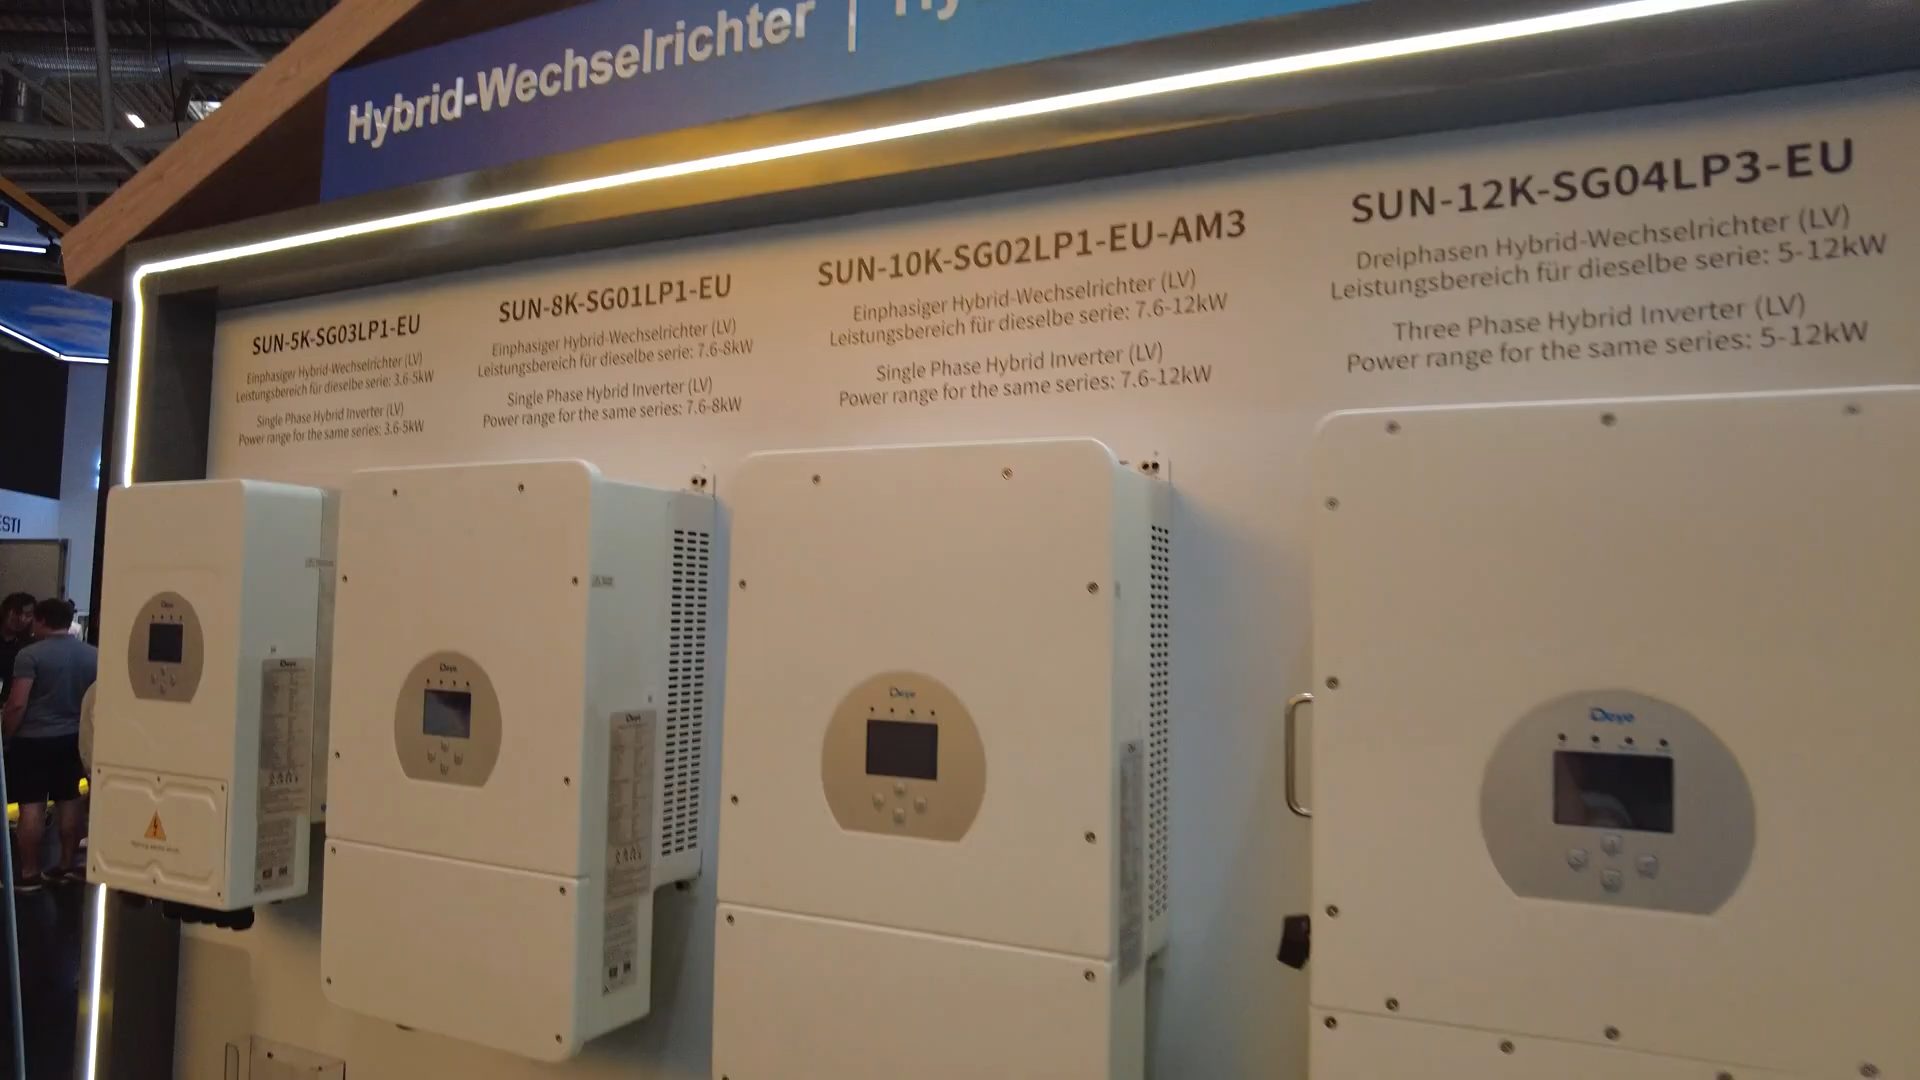 Hybrid-Wechselrichter | Hy
SUN-5K-SG03LP1-EU
Einphasiger Hybrid-Wechselrichter (LV)
Leistungsbereich für dieselbe serie: 3.6-5kW
Single Phase Hybrid Inverter (LV)
Power range for the same series: 3.6-5kW
SUN-8K-SG01LP1-EU
Einphasiger Hybrid-Wechselrichter (LV)
Leistungsbereich für dieselbe serie: 7.6-8kW
Single Phase Hybrid Inverter (LV)
Power range for the same series: 7.6-8kW
SUN-10K-SG02LP1-EU-AM3
Einphasiger Hybrid-Wechselrichter (LV)
Leistungsbereich für dieselbe serie: 7.6-12kW
Single Phase Hybrid Inverter (LV)
Power range for the same series: 7.6-12kW
SUN-12K-SG04LP3-EU
Dreiphasen Hybrid-Wechselrichter (LV)
Leistungsbereich für dieselbe serie: 5-12kW
Three Phase Hybrid Inverter (LV)
Power range for the same series: 5-12kW
ESTI
Deye
Deye
Deye
Deye
Deye
Deye